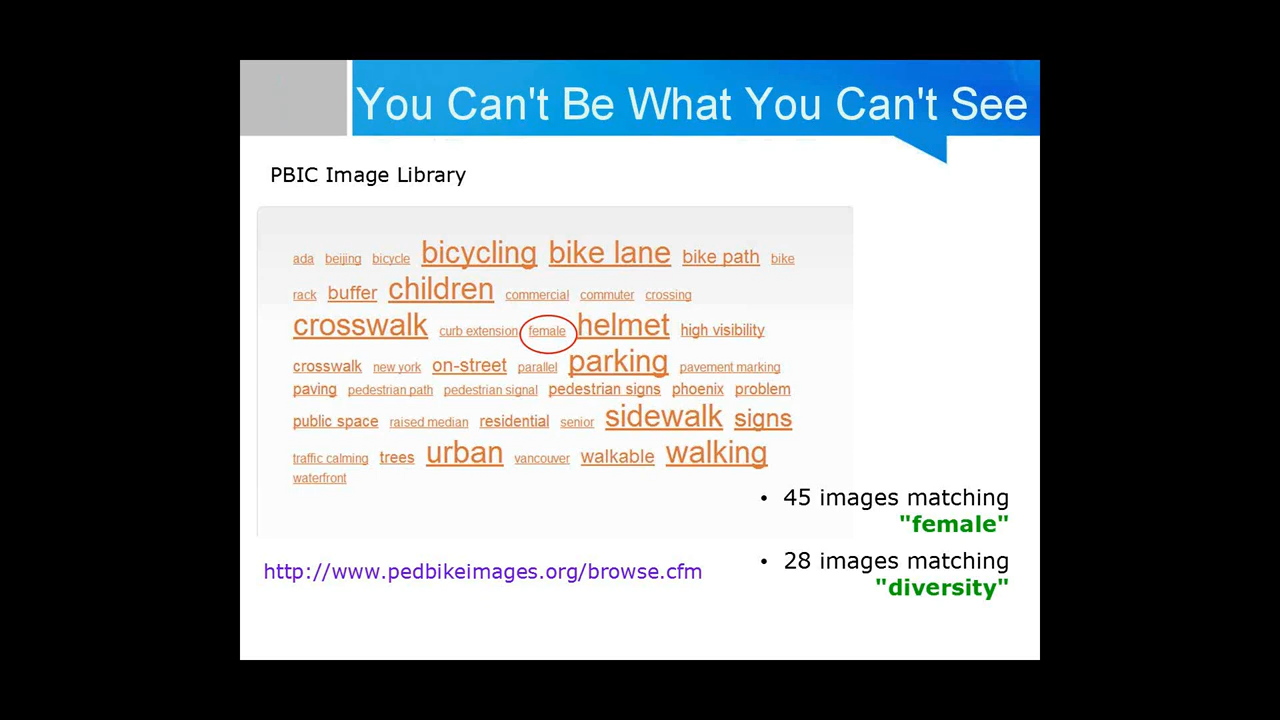 You Can't Be What You Can't See
PBIC Image Library
ada beijing bicycle bicycling bike lane bike path bike
rack buffer children commercial commuter crossing
crosswalk curb extension female helmet high visibility
crosswalk new york on-street parallel parking pavement marking
paving pedestrian path pedestrian signal pedestrian signs phoenix problem
public space raised median residential senior sidewalk signs
traffic calming trees urban vancouver walkable walking
waterfront
• 45 images matching
"female"
• 28 images matching
"diversity"
http://www.pedbikeimages.org/browse.cfm